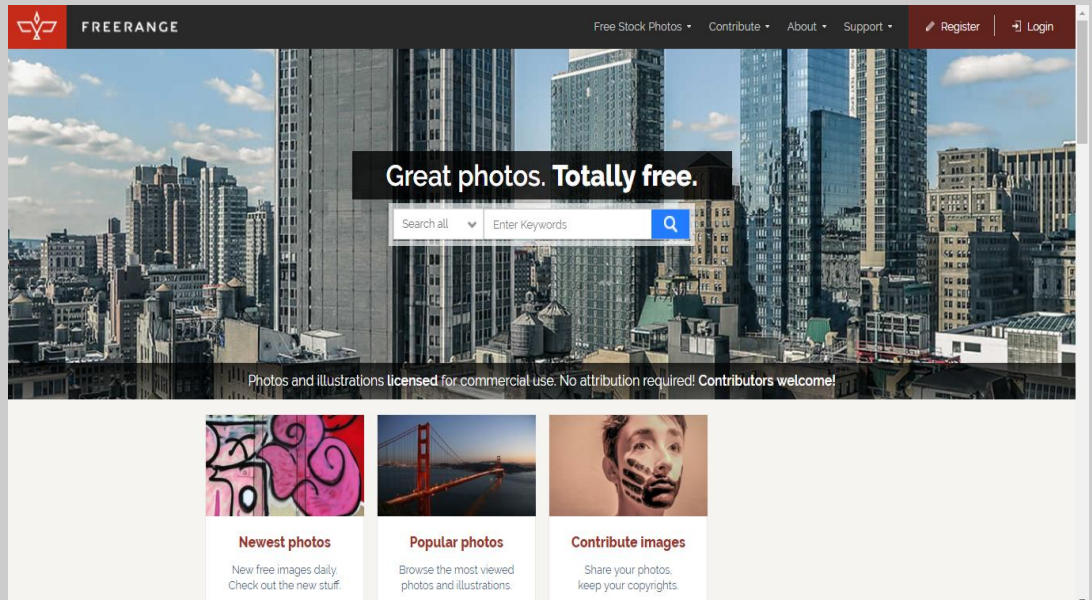 FREERANGE
Free Stock Photos
Contribute
About
Support
Register
Login
Great photos. Totally free.
Search all
Enter Keywords
Photos and illustrations licensed for commercial use. No attribution required! Contributors welcome!
Newest photos
New free images daily.
Check out the new stuff.
Popular photos
Browse the most viewed
photos and illustrations.
Contribute images
Share your photos,
keep your copyrights.